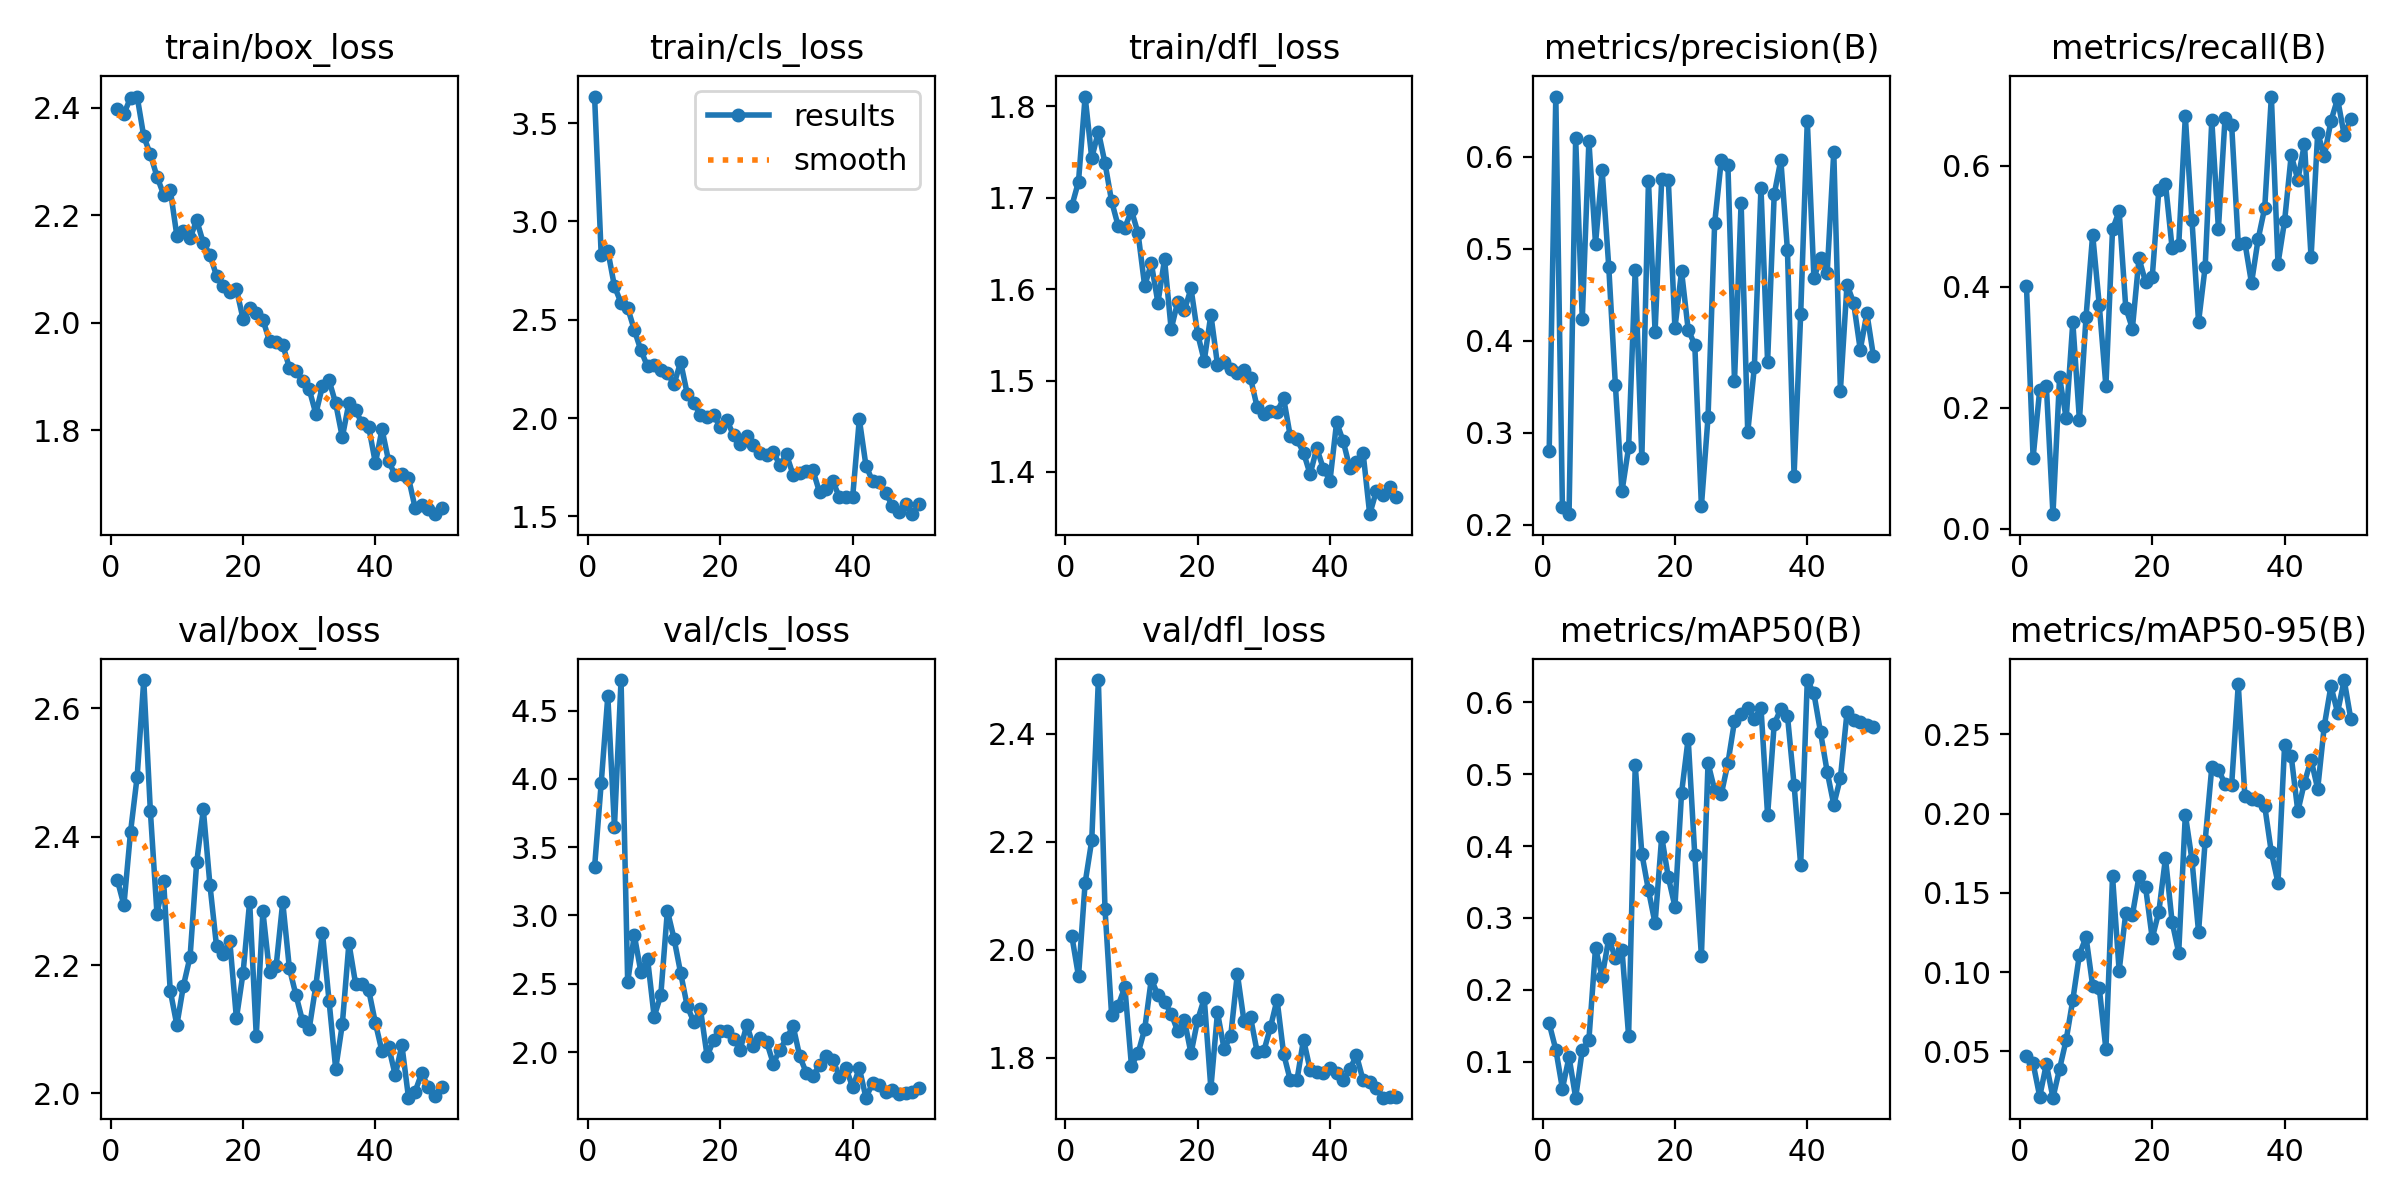 train/box_loss
2.4
2.2
2.0
1.8
0 20 40
train/cls_loss
results
smooth
3.5
3.0
2.5
2.0
1.5
0 20 40
train/dfl_loss
1.8
1.7
1.6
1.5
1.4
0 20 40
metrics/precision(B)
0.6
0.5
0.4
0.3
0.2
0 20 40
metrics/recall(B)
0.6
0.4
0.2
0.0
0 20 40
val/box_loss
2.6
2.4
2.2
2.0
0 20 40
val/cls_loss
4.5
4.0
3.5
3.0
2.5
2.0
0 20 40
val/dfl_loss
2.4
2.2
2.0
1.8
0 20 40
metrics/mAP50(B)
0.6
0.5
0.4
0.3
0.2
0.1
0 20 40
metrics/mAP50-95(B)
0.25
0.20
0.15
0.10
0.05
0 20 40